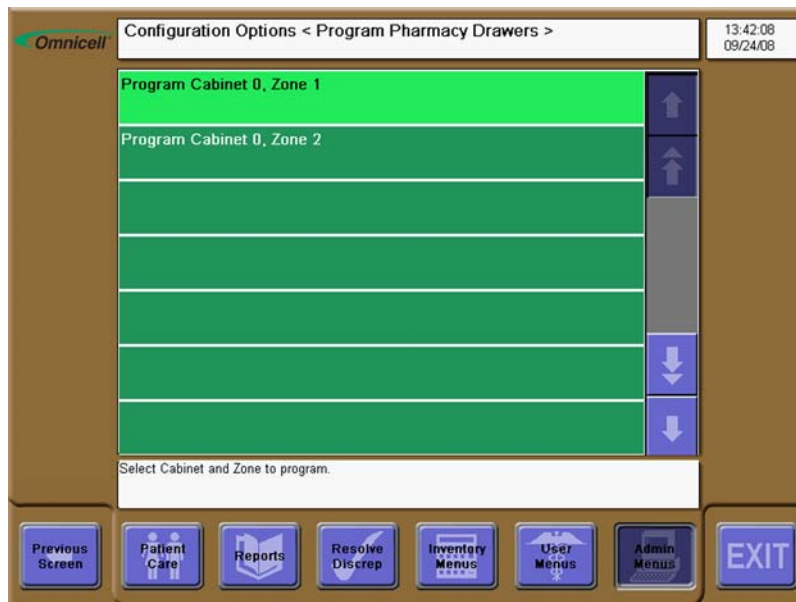 Omnicell
Configuration Options < Program Pharmacy Drawers >
13:42:08
09/24/08
Program Cabinet 0, Zone 1
Program Cabinet 0, Zone 2
Select Cabinet and Zone to program.
Previous
Screen
Patient
Care
Reports
Resolve
Discrep
Inventory
Menus
User
Menus
Admin
Menus
EXIT